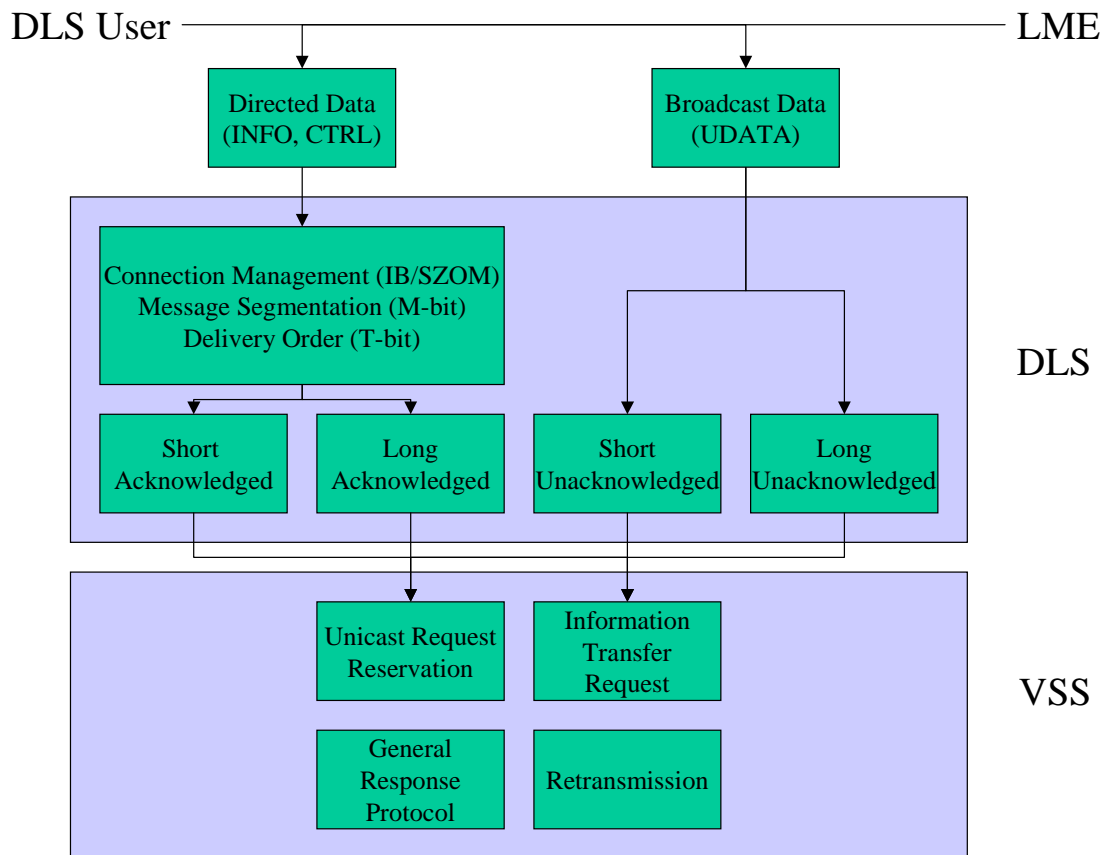 DLS User
LME
Directed Data
(INFO, CTRL)
Broadcast Data
(UDATA)
Connection Management (IB/SZOM)
Message Segmentation (M-bit)
Delivery Order (T-bit)
DLS
Short
Acknowledged
Long
Acknowledged
Short
Unacknowledged
Long
Unacknowledged
Unicast Request
Reservation
Information
Transfer
Request
VSS
General
Response
Protocol
Retransmission